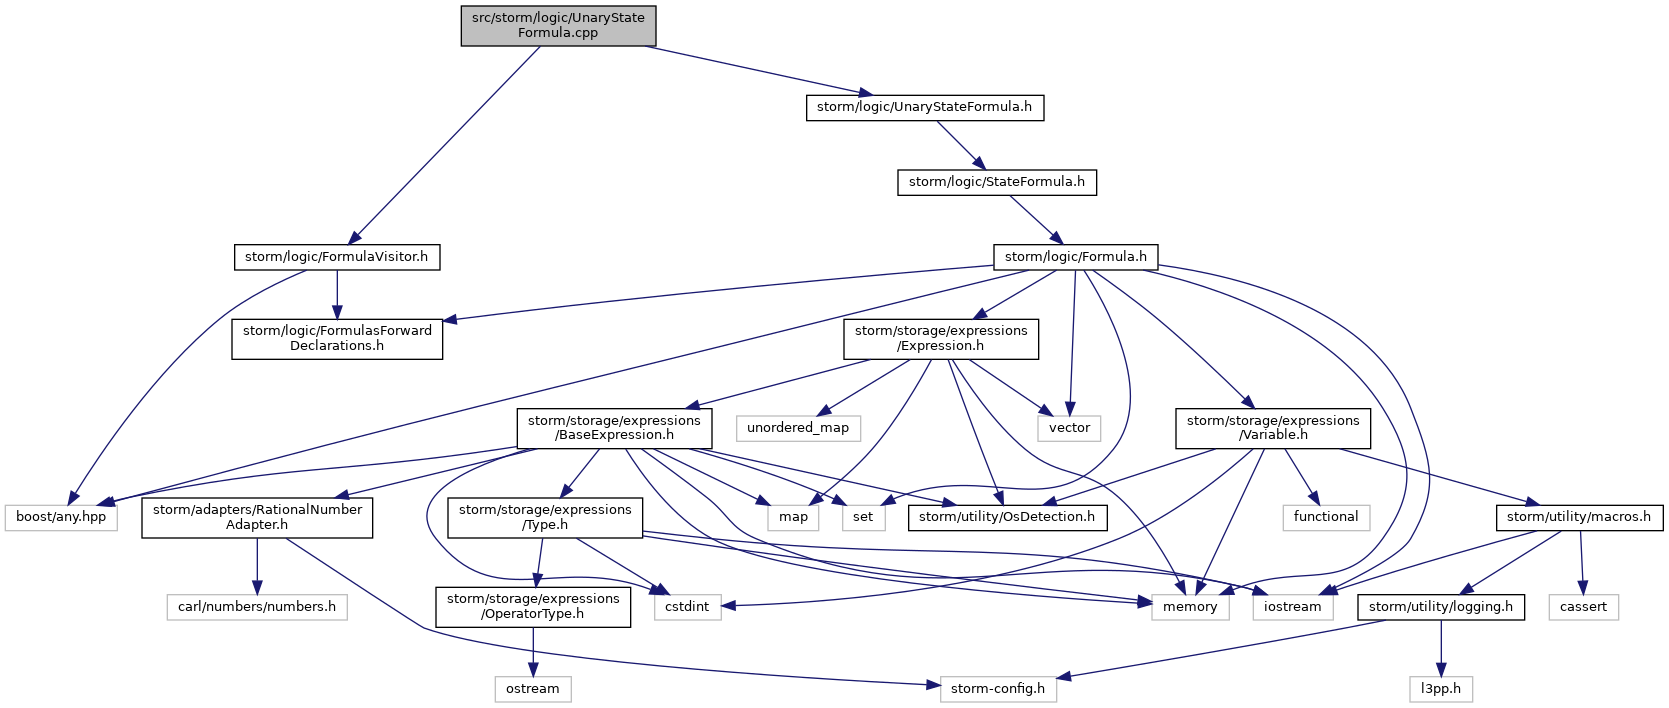 src/storm/logic/UnaryState
Formula.cpp
storm/logic/UnaryStateFormula.h
storm/logic/StateFormula.h
storm/logic/FormulaVisitor.h
storm/logic/Formula.h
storm/logic/FormulasForward
Declarations.h
storm/storage/expressions
/Expression.h
storm/storage/expressions
/BaseExpression.h
unordered_map
vector
storm/storage/expressions
/Variable.h
boost/any.hpp
storm/adapters/RationalNumber
Adapter.h
storm/storage/expressions
/Type.h
map
set
storm/utility/OsDetection.h
functional
storm/utility/macros.h
carl/numbers/numbers.h
storm/storage/expressions
/OperatorType.h
cstdint
memory
iostream
storm/utility/logging.h
cassert
ostream
storm-config.h
l3pp.h